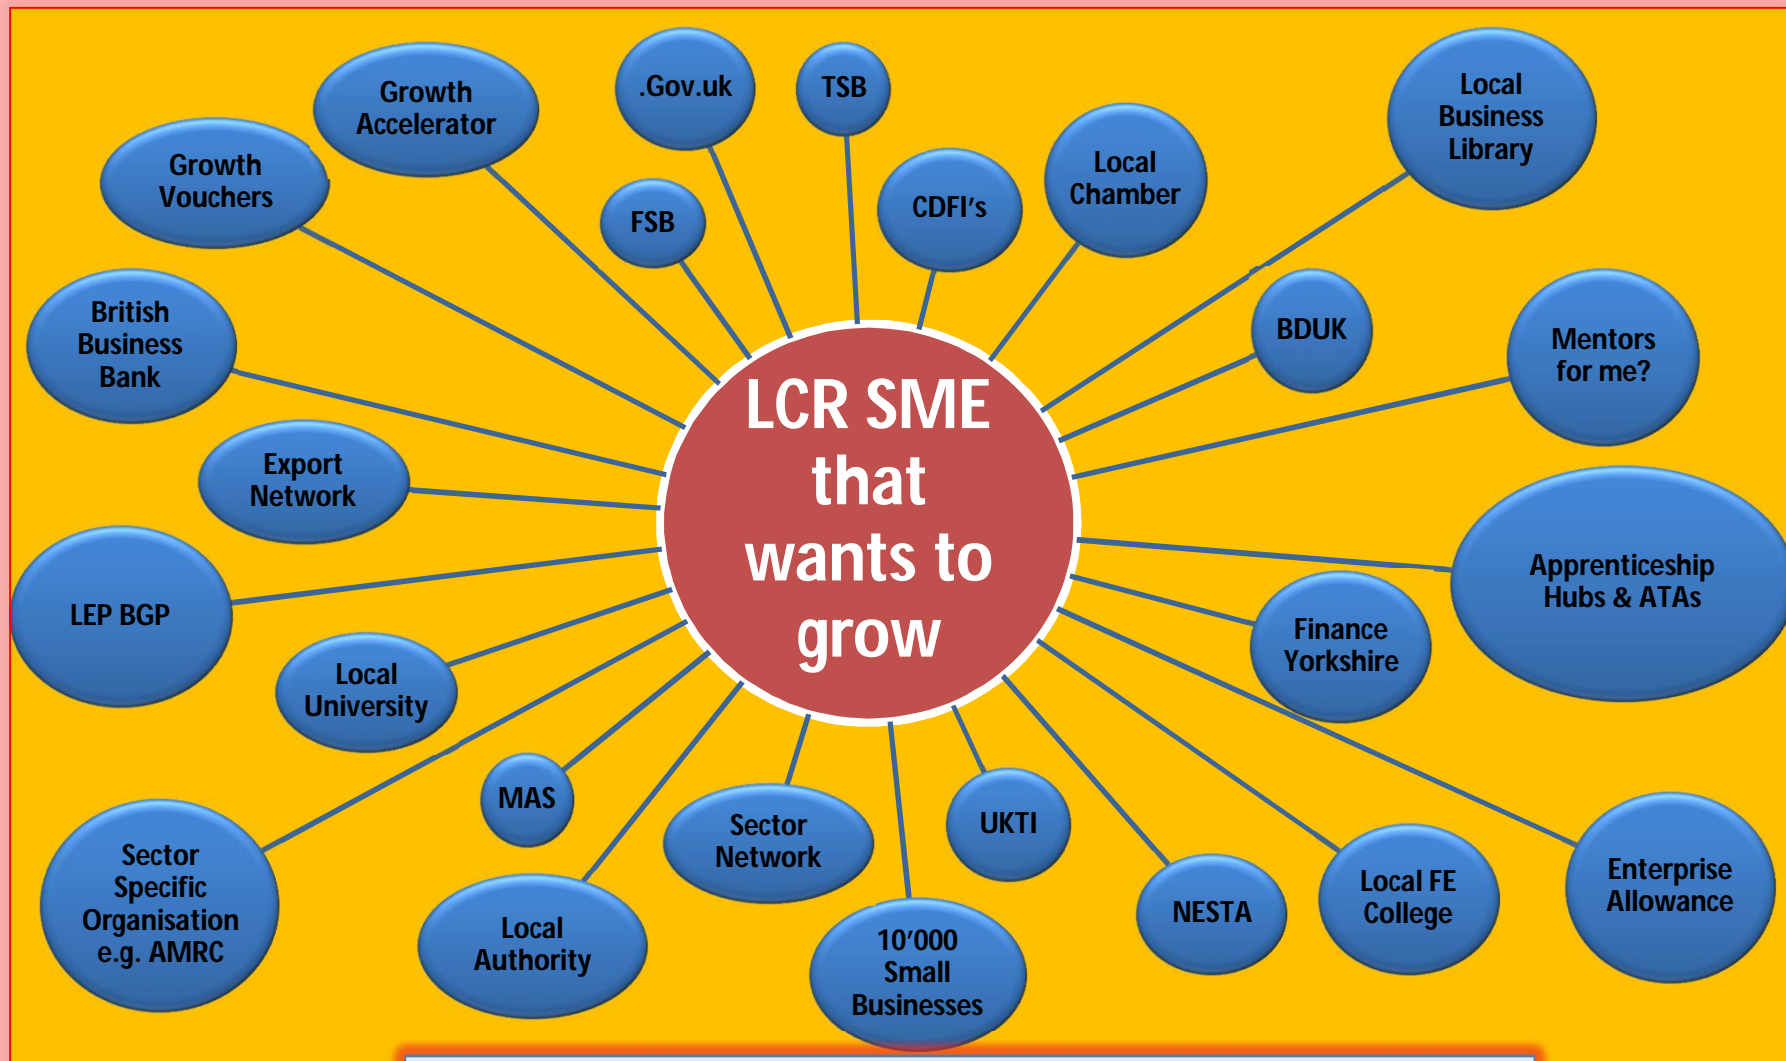 Growth
Accelerator
.Gov.uk
TSB
Local
Business
Library
Growth
Vouchers
FSB
CDFI's
Local
Chamber
British
Business
Bank
BDUK
Mentors
for me?
Export
Network
LCR SME
that
wants to
grow
LEP BGP
Apprenticeship
Hubs & ATAs
Local
University
Finance
Yorkshire
MAS
Sector
Network
UKTI
Sector
Specific
Organisation
e.g. AMRC
Local
Authority
10'000
Small
Businesses
NESTA
Local FE
College
Enterprise
Allowance